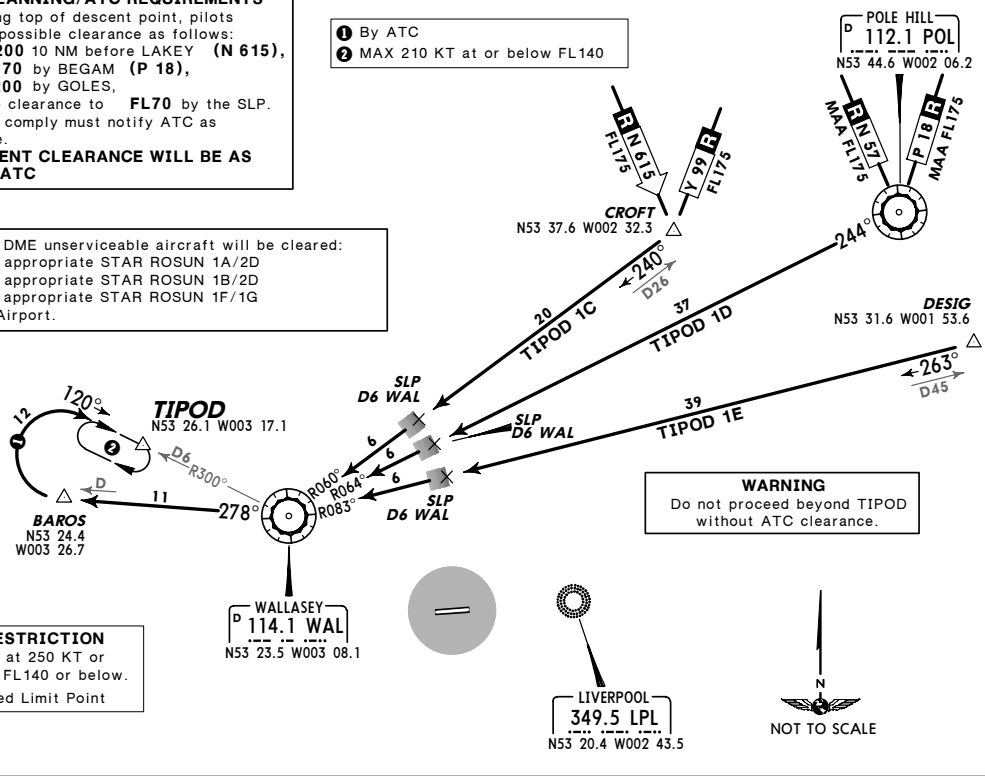 PLANNING/ATC REQUIREMENTS
ng top of descent point, pilots
possible clearance as follows:
200 10 NM before LAKEY (N 615),
70 by BEGAM (P 18),
200 by GOLES,
clearance to FL70 by the SLP.
comply must notify ATC as
e.
ENT CLEARANCE WILL BE AS
ATC
1 By ATC
2 MAX 210 KT at or below FL140
POLE HILL
D 112.1 POL
N53 44.6 W002 06.2
R N 615
FL175
Y 99 R
FL175
R N 57
MAA FL175
P 18 R
MAA FL175
CROFT
N53 37.6 W002 32.3
244°
240°
D26
DME unserviceable aircraft will be cleared:
appropriate STAR ROSUN 1A/2D
appropriate STAR ROSUN 1B/2D
appropriate STAR ROSUN 1F/1G
Airport.
20
TIPOD 1C
37
TIPOD 1D
DESIG
N53 31.6 W001 53.6
263°
D45
39
TIPOD 1E
SLP
D6 WAL
SLP
D6 WAL
SLP
D6 WAL
6
6
6
R060°
R064°
R083°
12
1
120°
2
TIPOD
N53 26.1 W003 17.1
D6
R300°
D
11
278°
BAROS
N53 24.4
W003 26.7
WARNING
Do not proceed beyond TIPOD
without ATC clearance.
WALLASEY
D 114.1 WAL
N53 23.5 W003 08.1
ESTRICTION
at 250 KT or
FL140 or below.
ed Limit Point
LIVERPOOL
349.5 LPL
N53 20.4 W002 43.5
N
NOT TO SCALE